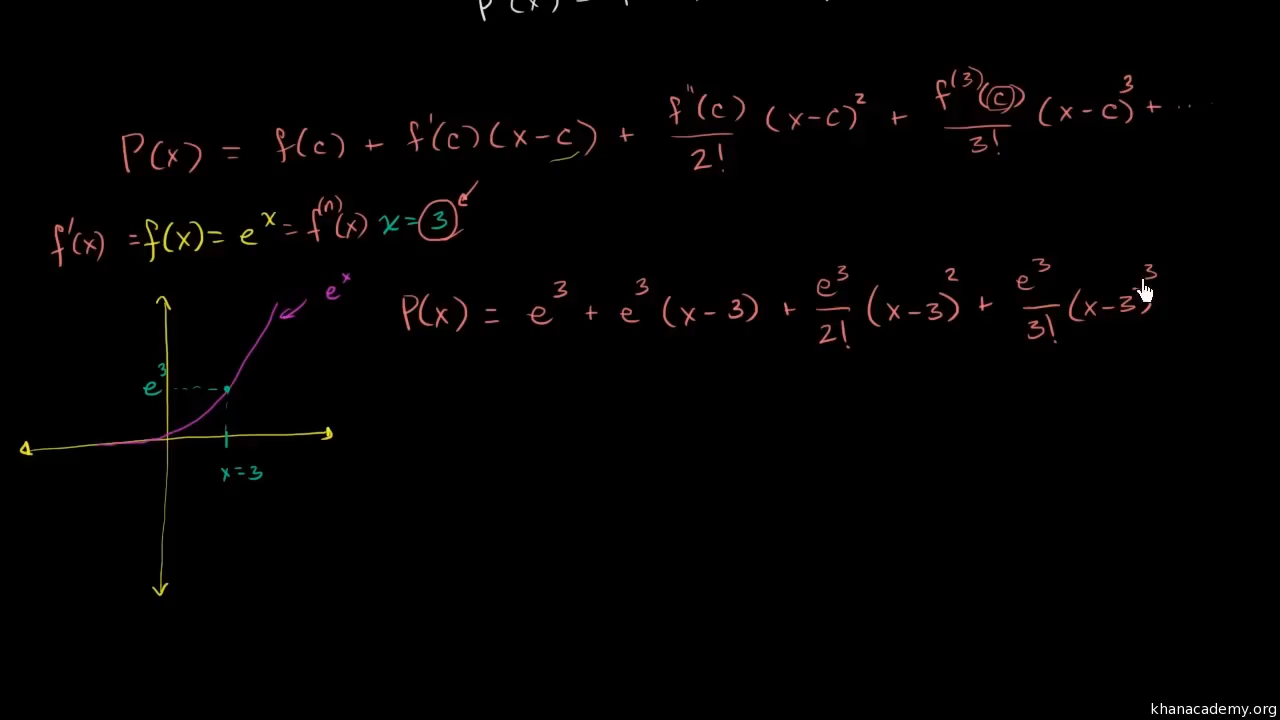 P(x) = f(c) + f'(c)(x-c) + f''(c)/2! (x-c)² + f⁽³⁾(c)/3! (x-c)³ + ...
f'(x) = f(x) = eˣ = f⁽ⁿ⁾(x) x=3 c
eˣ
P(x) = e³ + e³(x-3) + e³/2! (x-3)² + e³/3! (x-3)³
e³
x=3
khanacademy.org